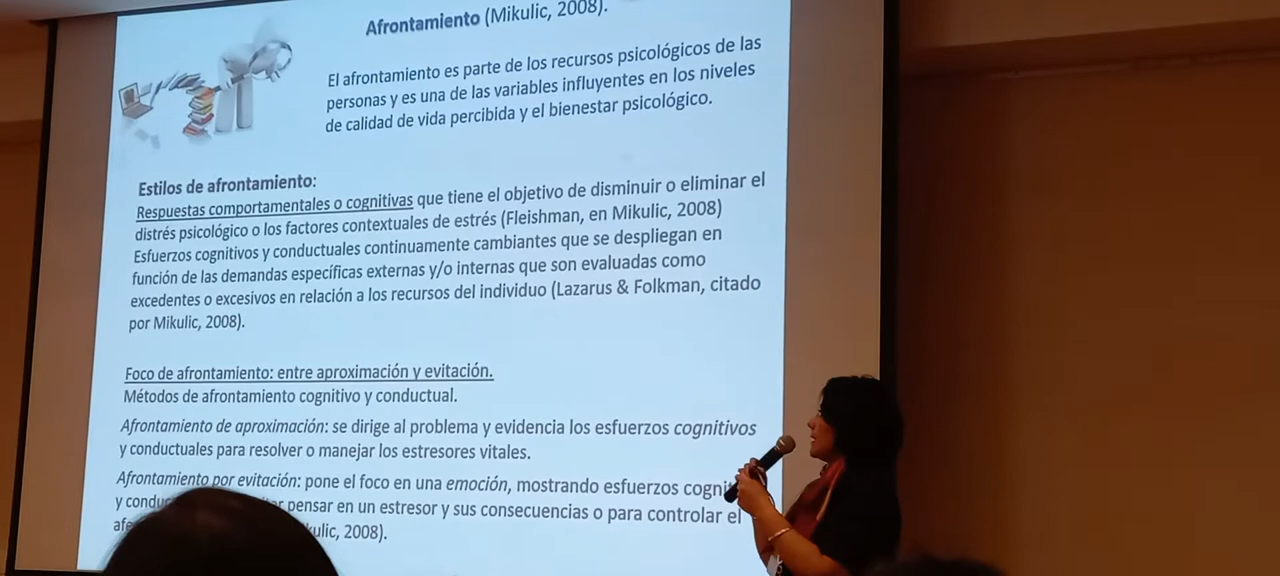 Afrontamiento (Mikulic, 2008).
El afrontamiento es parte de los recursos psicológicos de las
personas y es una de las variables influyentes en los niveles
de calidad de vida percibida y el bienestar psicológico.
Estilos de afrontamiento:
Respuestas comportamentales o cognitivas que tiene el objetivo de disminuir o eliminar el
distrés psicológico o los factores contextuales de estrés (Fleishman, en Mikulic, 2008)
Esfuerzos cognitivos y conductuales continuamente cambiantes que se despliegan en
función de las demandas específicas externas y/o internas que son evaluadas como
excedentes o excesivos en relación a los recursos del individuo (Lazarus & Folkman, citado
por Mikulic, 2008).
Foco de afrontamiento: entre aproximación y evitación.
Métodos de afrontamiento cognitivo y conductual.
Afrontamiento de aproximación: se dirige al problema y evidencia los esfuerzos cognitivos
y conductuales para resolver o manejar los estresores vitales.
Afrontamiento por evitación: pone el foco en una emoción, mostrando esfuerzos
y pensar en un estresor y sus consecuencias o para controlar el
2008).